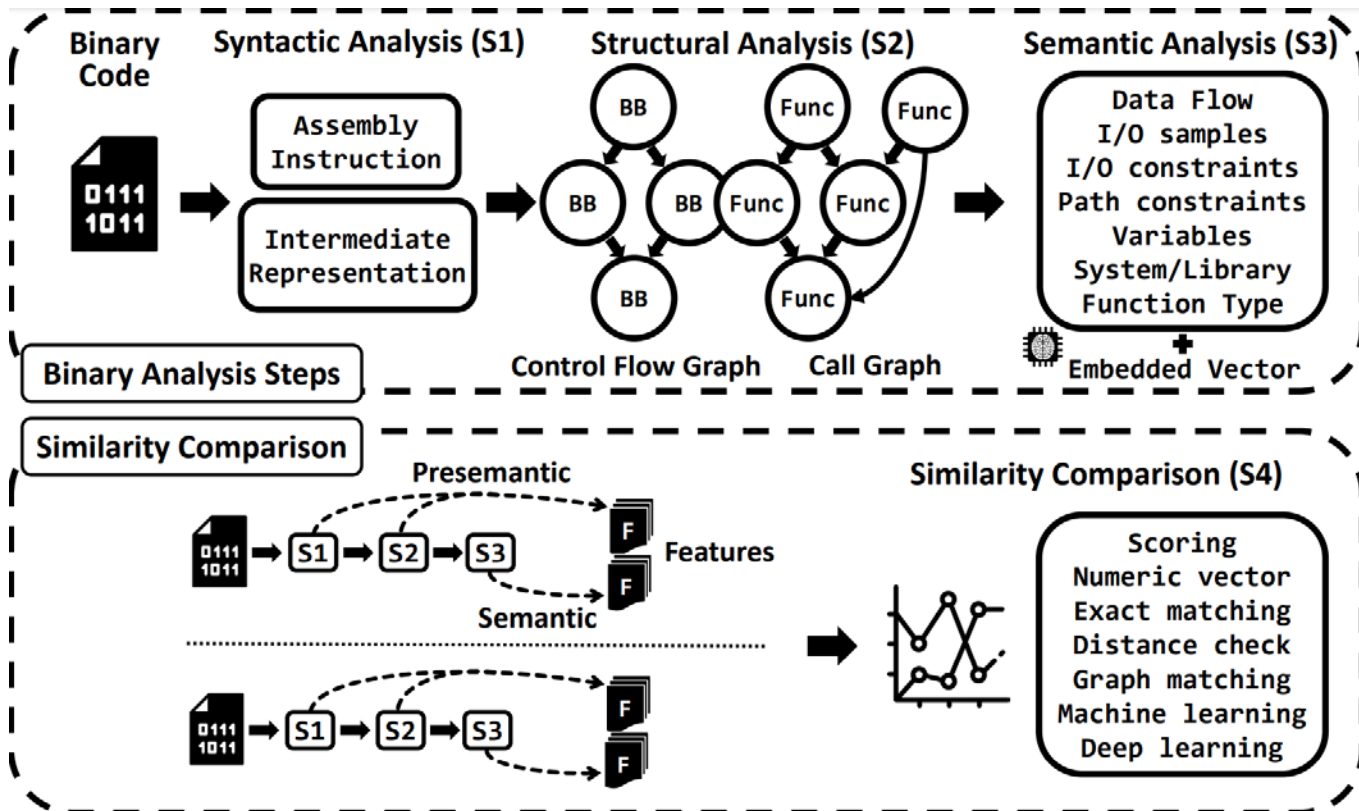 Binary
Code
Syntactic Analysis (S1)
Structural Analysis (S2)
Semantic Analysis (S3)
0111
1011
Assembly
Instruction
Intermediate
Representation
BB
BB
BB
BB
Func
Func
Func
Func
Func
Control Flow Graph
Call Graph
Data Flow
I/O samples
I/O constraints
Path constraints
Variables
System/Library
Function Type
Embedded Vector
Binary Analysis Steps
Similarity Comparison
Presemantic
0111
1011
S1
S2
S3
F
F
Features
Semantic
0111
1011
S1
S2
S3
F
F
Similarity Comparison (S4)
Scoring
Numeric vector
Exact matching
Distance check
Graph matching
Machine learning
Deep learning